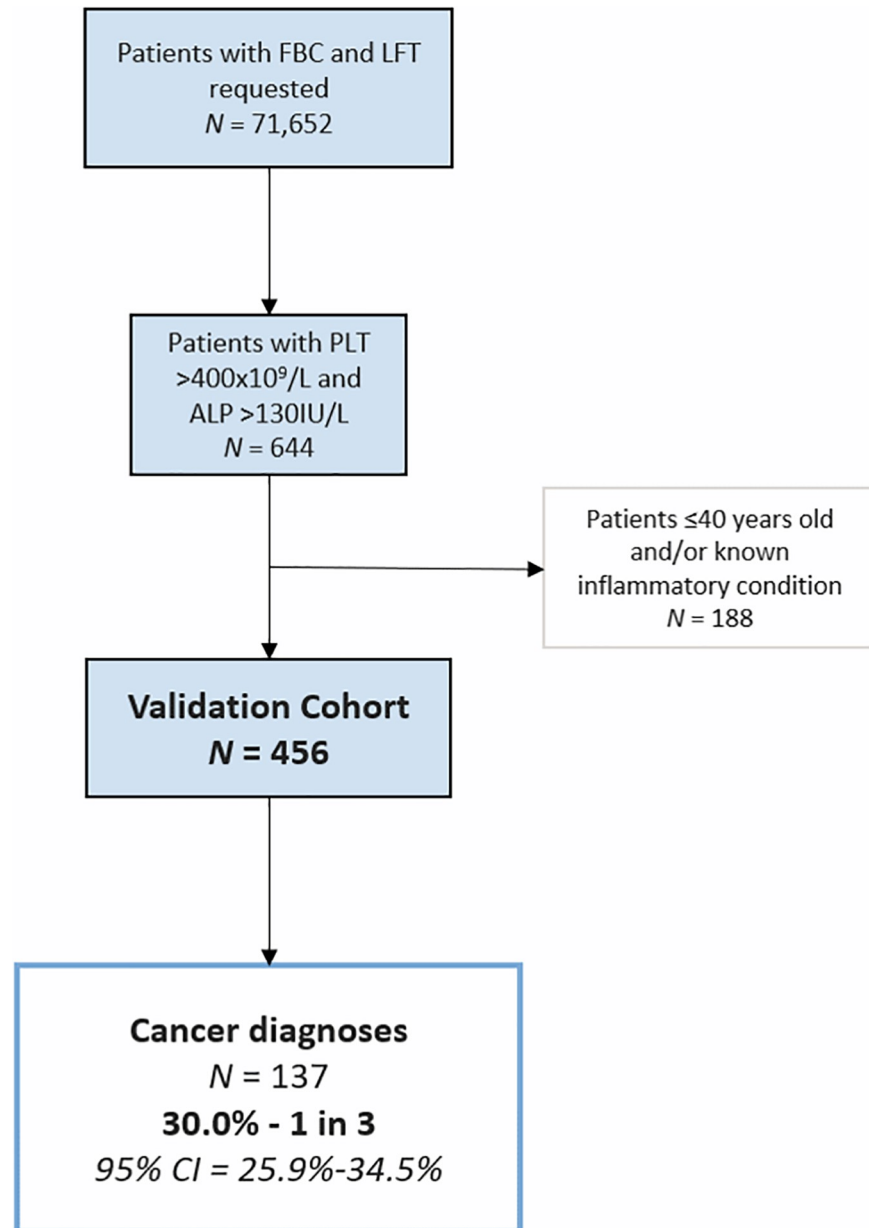 Patients with FBC and LFT
requested
N = 71,652
Patients with PLT
>400x10⁹/L and
ALP >130IU/L
N = 644
Patients ≤40 years old
and/or known
inflammatory condition
N = 188
Validation Cohort
N = 456
Cancer diagnoses
N = 137
30.0% - 1 in 3
95% CI = 25.9%-34.5%